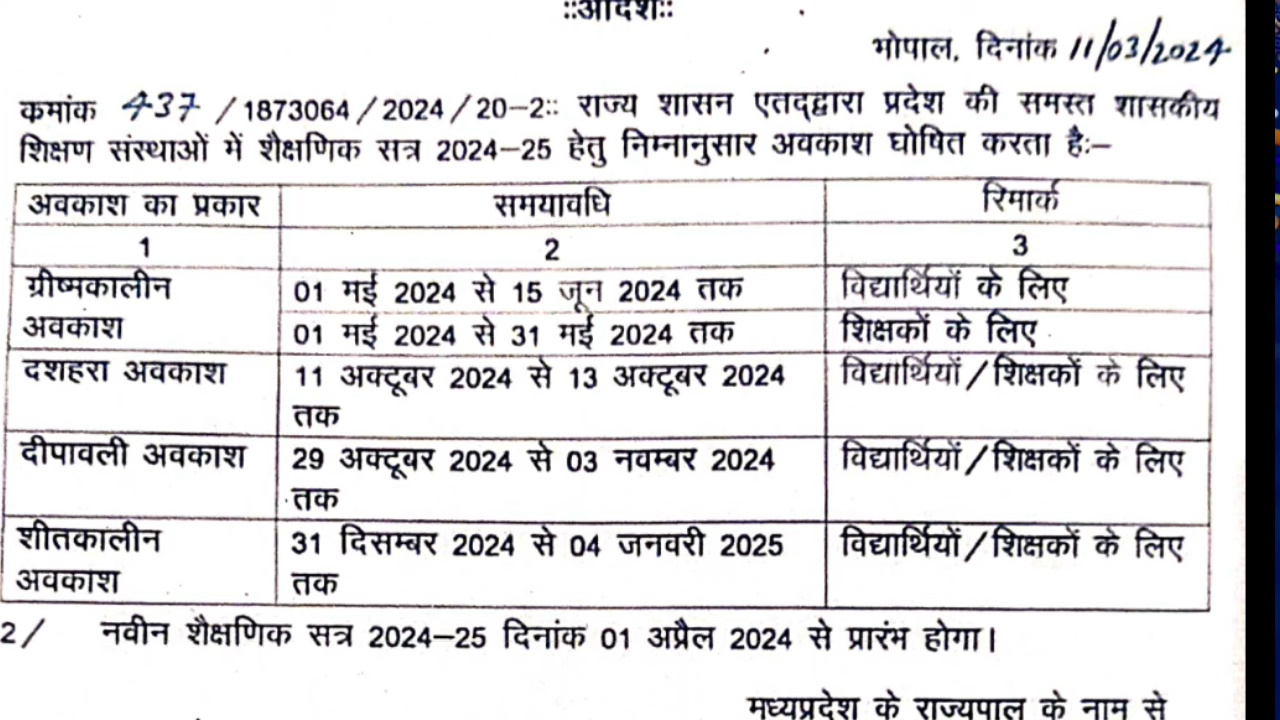 ::आदेश::
भोपाल, दिनांक 11/03/2024
कमांक 437 /1873064/2024/20-2:: राज्य शासन एतद्द्वारा प्रदेश की समस्त शासकीय
शिक्षण संस्थाओं में शैक्षणिक सत्र 2024-25 हेतु निम्नानुसार अवकाश घोषित करता है:-
अवकाश का प्रकार समयावधि रिमार्क
1 2 3
ग्रीष्मकालीन 01 मई 2024 से 15 जून 2024 तक विद्यार्थियों के लिए
अवकाश 01 मई 2024 से 31 मई 2024 तक शिक्षकों के लिए
दशहरा अवकाश 11 अक्टूबर 2024 से 13 अक्टूबर 2024 विद्यार्थियों/शिक्षकों के लिए
तक
दीपावली अवकाश 29 अक्टूबर 2024 से 03 नवम्बर 2024 विद्यार्थियों/शिक्षकों के लिए
तक
शीतकालीन 31 दिसम्बर 2024 से 04 जनवरी 2025 विद्यार्थियों/शिक्षकों के लिए
अवकाश तक
2/ नवीन शैक्षणिक सत्र 2024-25 दिनांक 01 अप्रैल 2024 से प्रारंभ होगा।
मध्यप्रदेश के राज्यपाल के नाम से